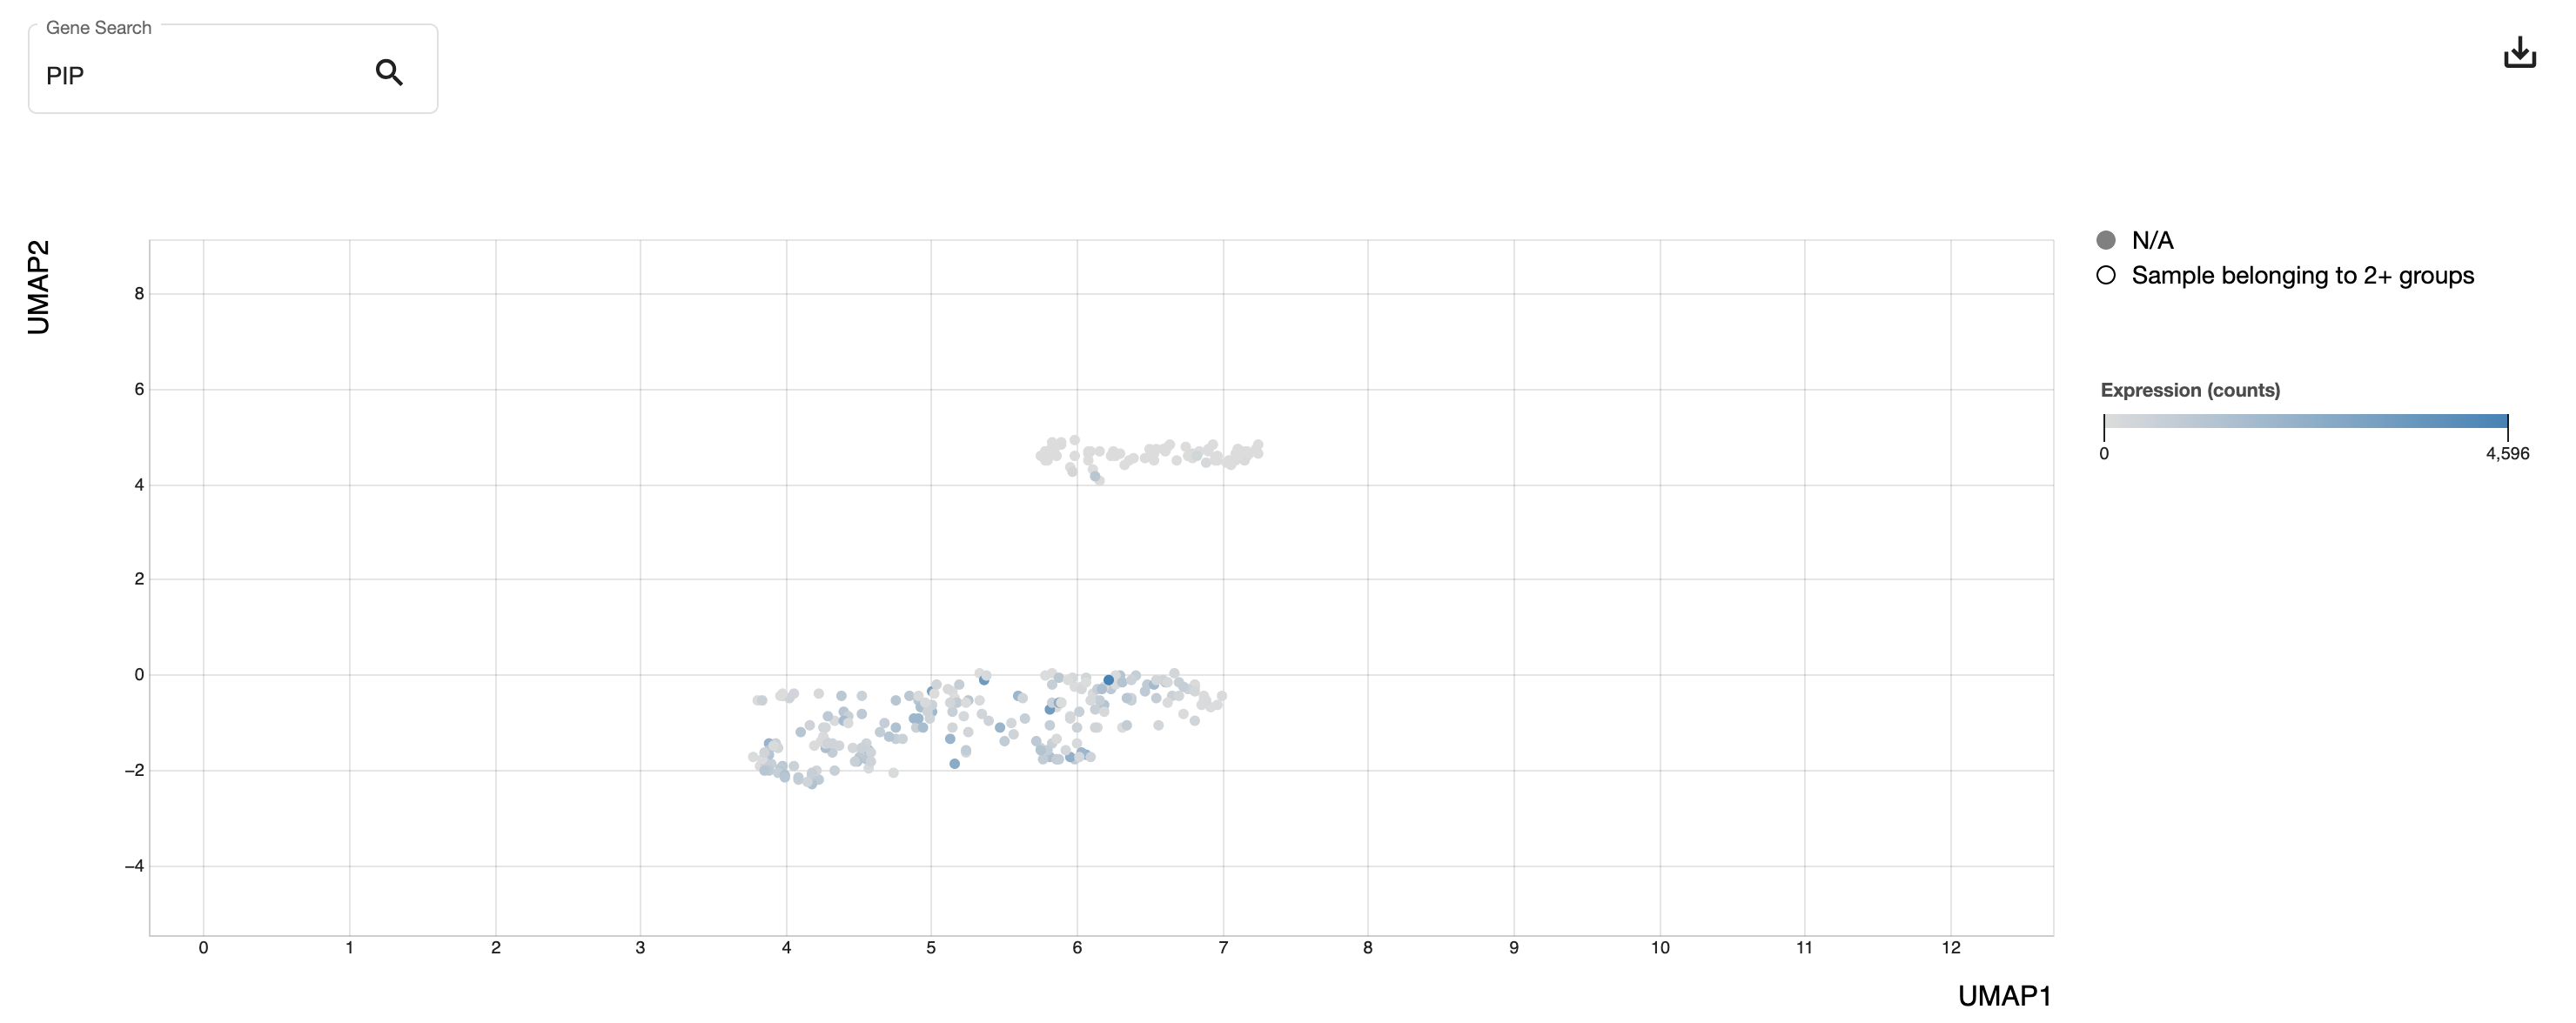 Gene Search
PIP
UMAP2
8
6
4
2
0
−2
−4
0 1 2 3 4 5 6 7 8 9 10 11 12
UMAP1
N/A
Sample belonging to 2+ groups
Expression (counts)
0 4,596